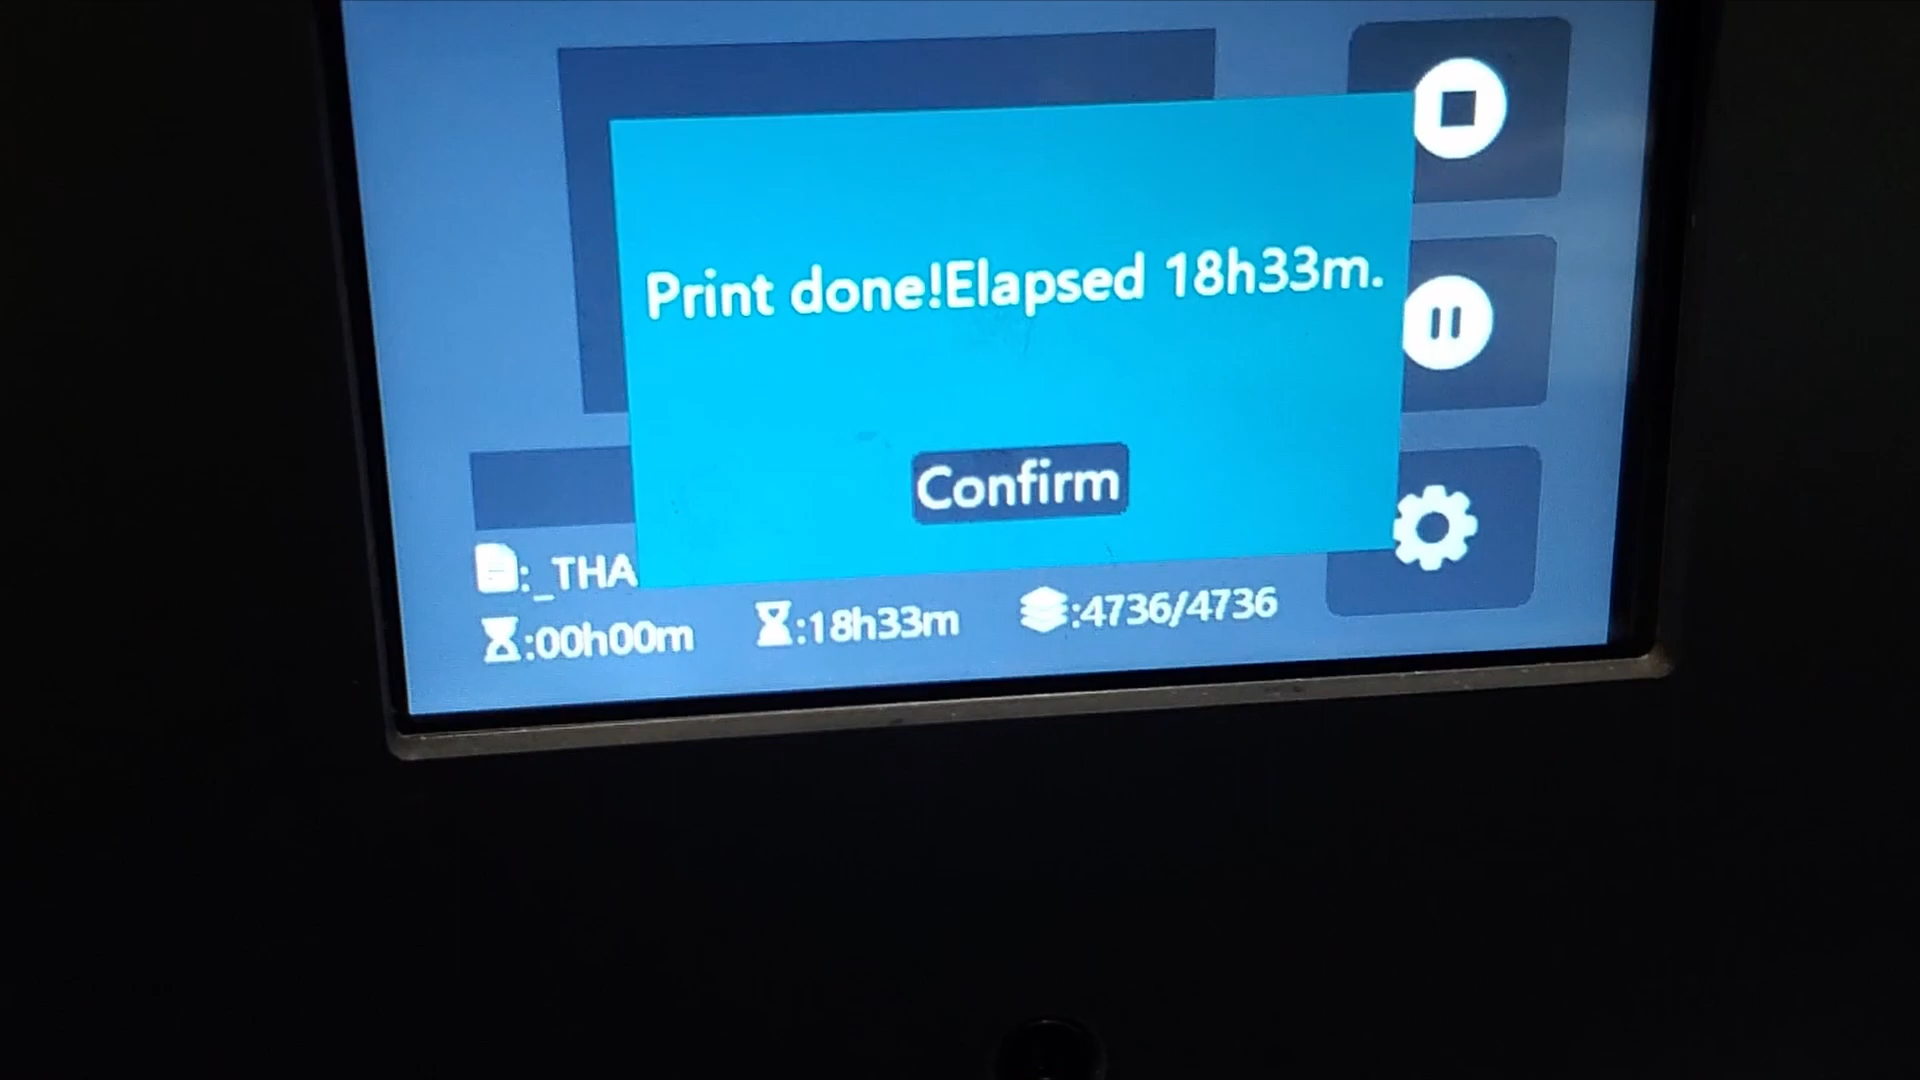 Print done!Elapsed 18h33m.
Confirm
:_THA
:00h00m :18h33m :4736/4736